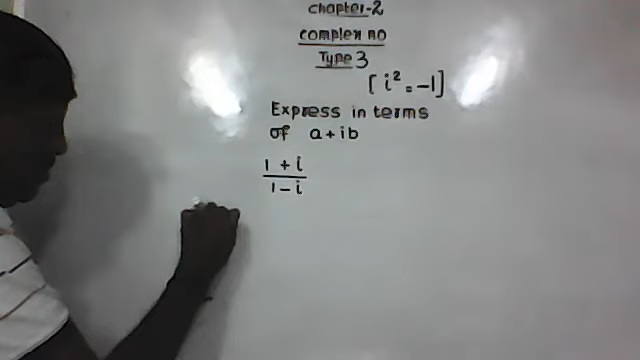 chapter-2
complex no
Type 3
[i² = -1]
Express in terms
of a+ib
1 + i
1 - i